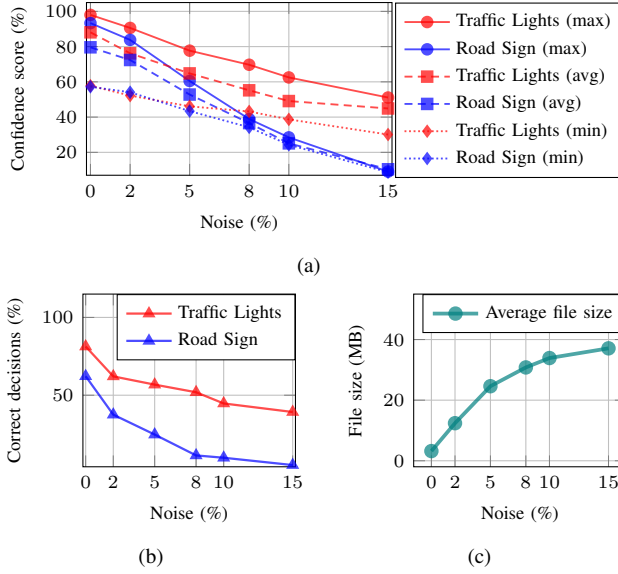 100
80
60
40
20
0
2
5
8
10
15
Confidence score (%)
Noise (%)
Traffic Lights (max)
Road Sign (max)
Traffic Lights (avg)
Road Sign (avg)
Traffic Lights (min)
Road Sign (min)
(a)
100
50
0
2
5
8
10
15
Correct decisions (%)
Noise (%)
Traffic Lights
Road Sign
(b)
40
20
0
0
2
5
8
10
15
File size (MB)
Noise (%)
Average file size
(c)